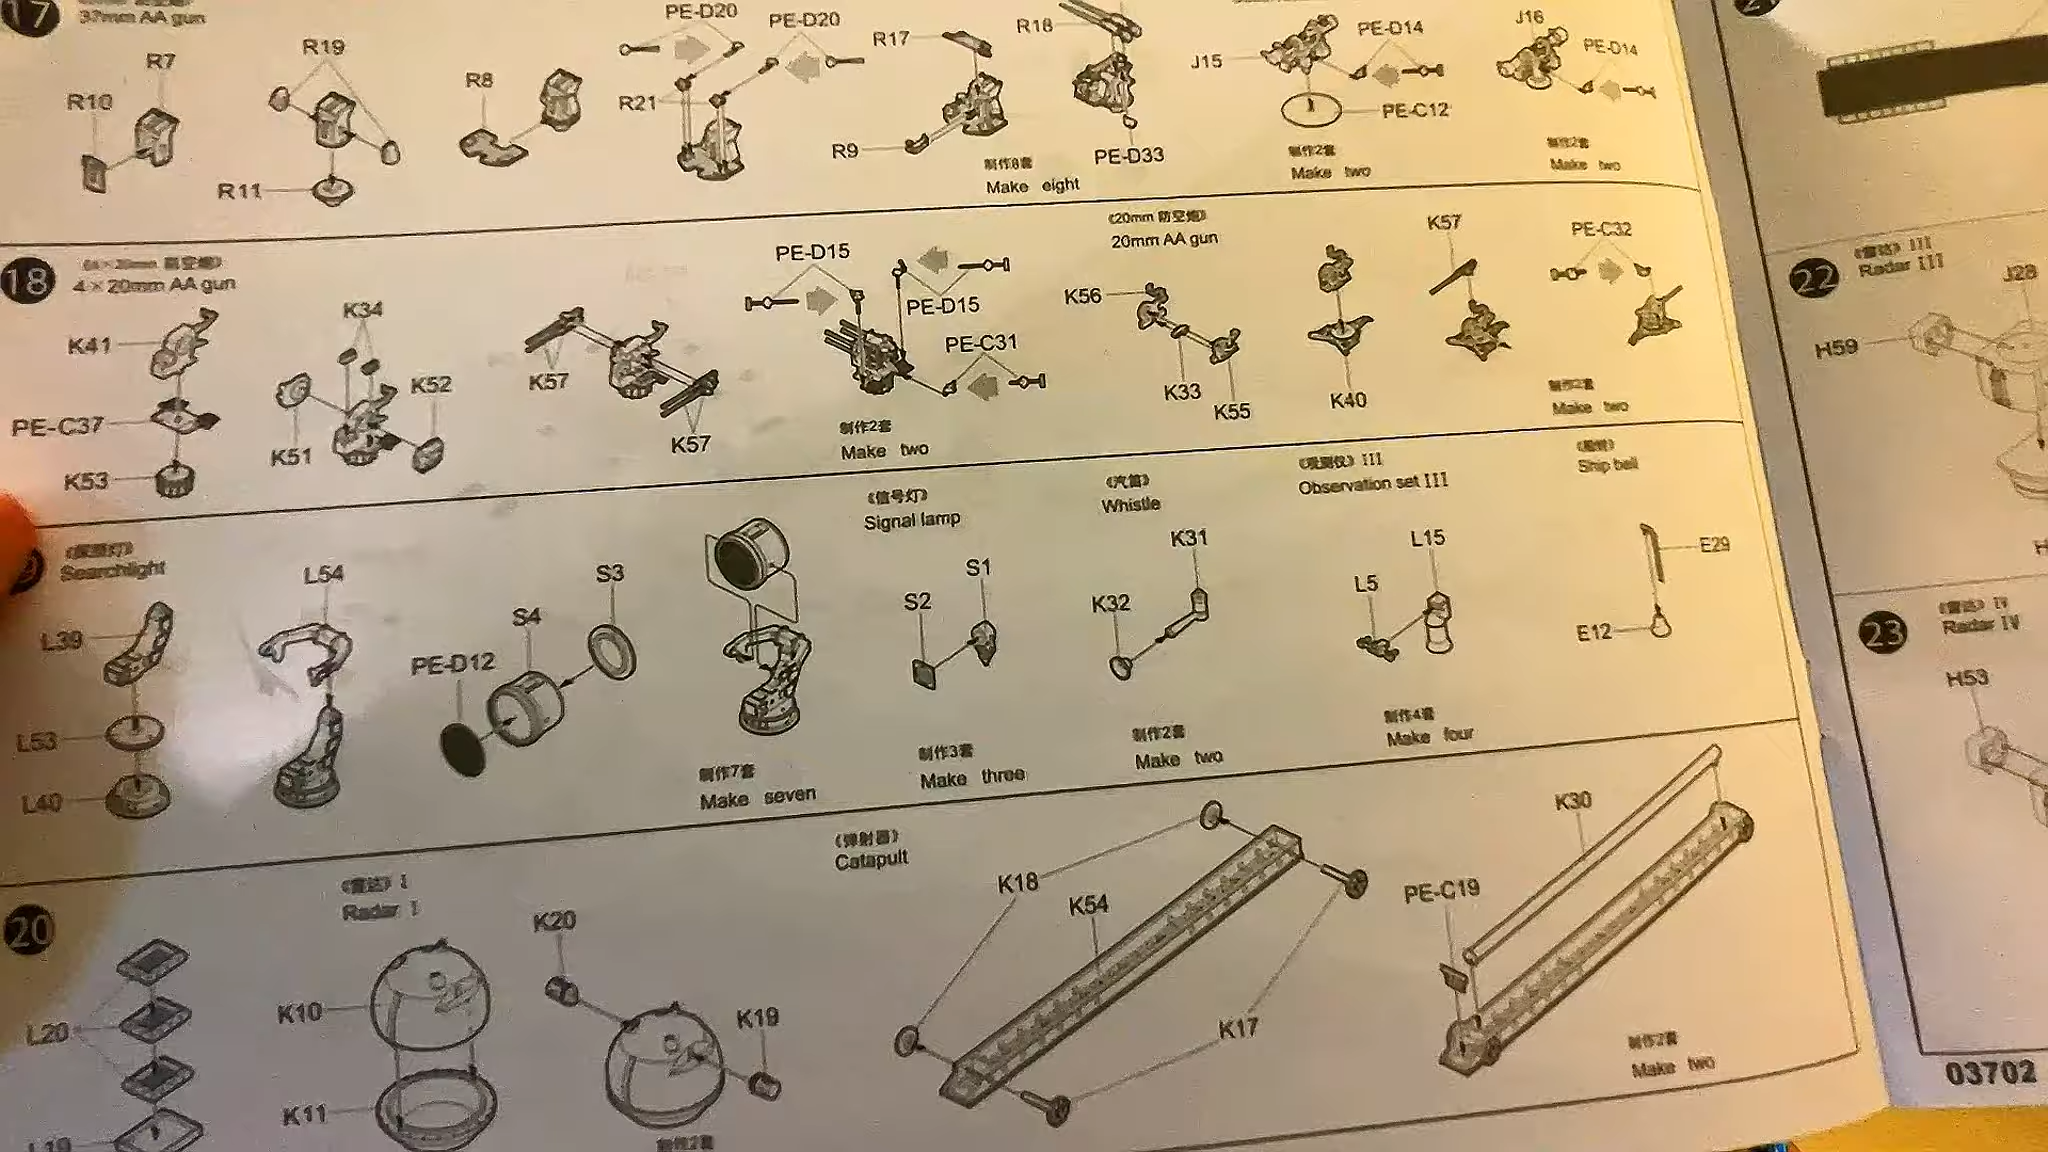 17
37mm AA gun
R7
R10
R19
R11
R8
PE-D20
PE-D20
R21
R17
R9
制作8套
Make eight
R18
PE-D33
J15
PE-D14
PE-C12
制作2套
Make two
J16
PE-D14
制作2套
Make two
18
4×20mm AA gun
K41
PE-C37
K53
K34
K51
K52
K57
K57
PE-D15
PE-D15
PE-C31
制作2套
Make two
《20mm 防空炮》
20mm AA gun
K56
K33
K55
K40
K57
PE-C32
制作2套
Make two
Searchlight
L39
L53
L40
L54
PE-D12
S4
S3
制作7套
Make seven
《信号灯》
Signal lamp
S2
S1
制作3套
Make three
《汽笛》
Whistle
K31
K32
制作2套
Make two
《观测仪》III
Observation set III
L15
L5
制作4套
Make four
Ship bell
E29
E12
20
L20
L19
《雷达》I
Radar I
K10
K11
K20
K19
制作2套
《弹射器》
Catapult
K18
K54
K17
K30
PE-C19
制作2套
Make two
22
《雷达》III
Radar III
J28
H59
23
《雷达》IV
Radar IV
H53
03702